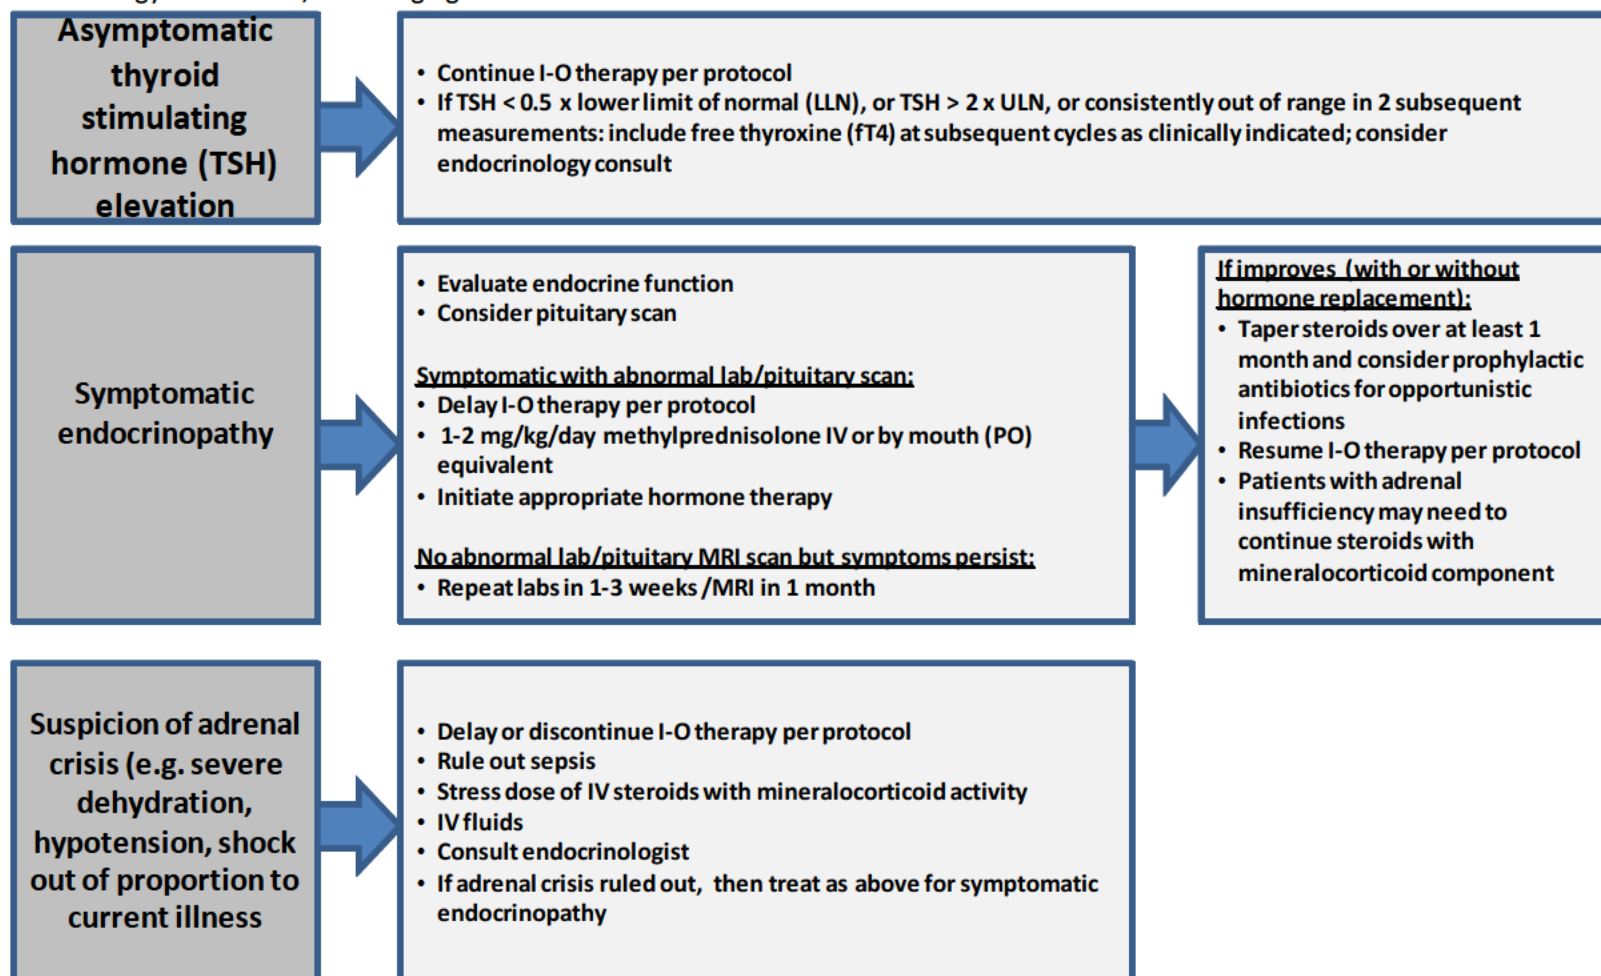 Asymptomatic
thyroid
stimulating
hormone (TSH)
elevation
• Continue I-O therapy per protocol
• If TSH < 0.5 x lower limit of normal (LLN), or TSH > 2 x ULN, or consistently out of range in 2 subsequent
measurements: include free thyroxine (fT4) at subsequent cycles as clinically indicated; consider
endocrinology consult
Symptomatic
endocrinopathy
• Evaluate endocrine function
• Consider pituitary scan
Symptomatic with abnormal lab/pituitary scan:
• Delay I-O therapy per protocol
• 1-2 mg/kg/day methylprednisolone IV or by mouth (PO)
equivalent
• Initiate appropriate hormone therapy
No abnormal lab/pituitary MRI scan but symptoms persist:
• Repeat labs in 1-3 weeks /MRI in 1 month
If improves (with or without
hormone replacement):
• Taper steroids over at least 1
month and consider prophylactic
antibiotics for opportunistic
infections
• Resume I-O therapy per protocol
• Patients with adrenal
insufficiency may need to
continue steroids with
mineralocorticoid component
Suspicion of adrenal
crisis (e.g. severe
dehydration,
hypotension, shock
out of proportion to
current illness
• Delay or discontinue I-O therapy per protocol
• Rule out sepsis
• Stress dose of IV steroids with mineralocorticoid activity
• IV fluids
• Consult endocrinologist
• If adrenal crisis ruled out, then treat as above for symptomatic
endocrinopathy